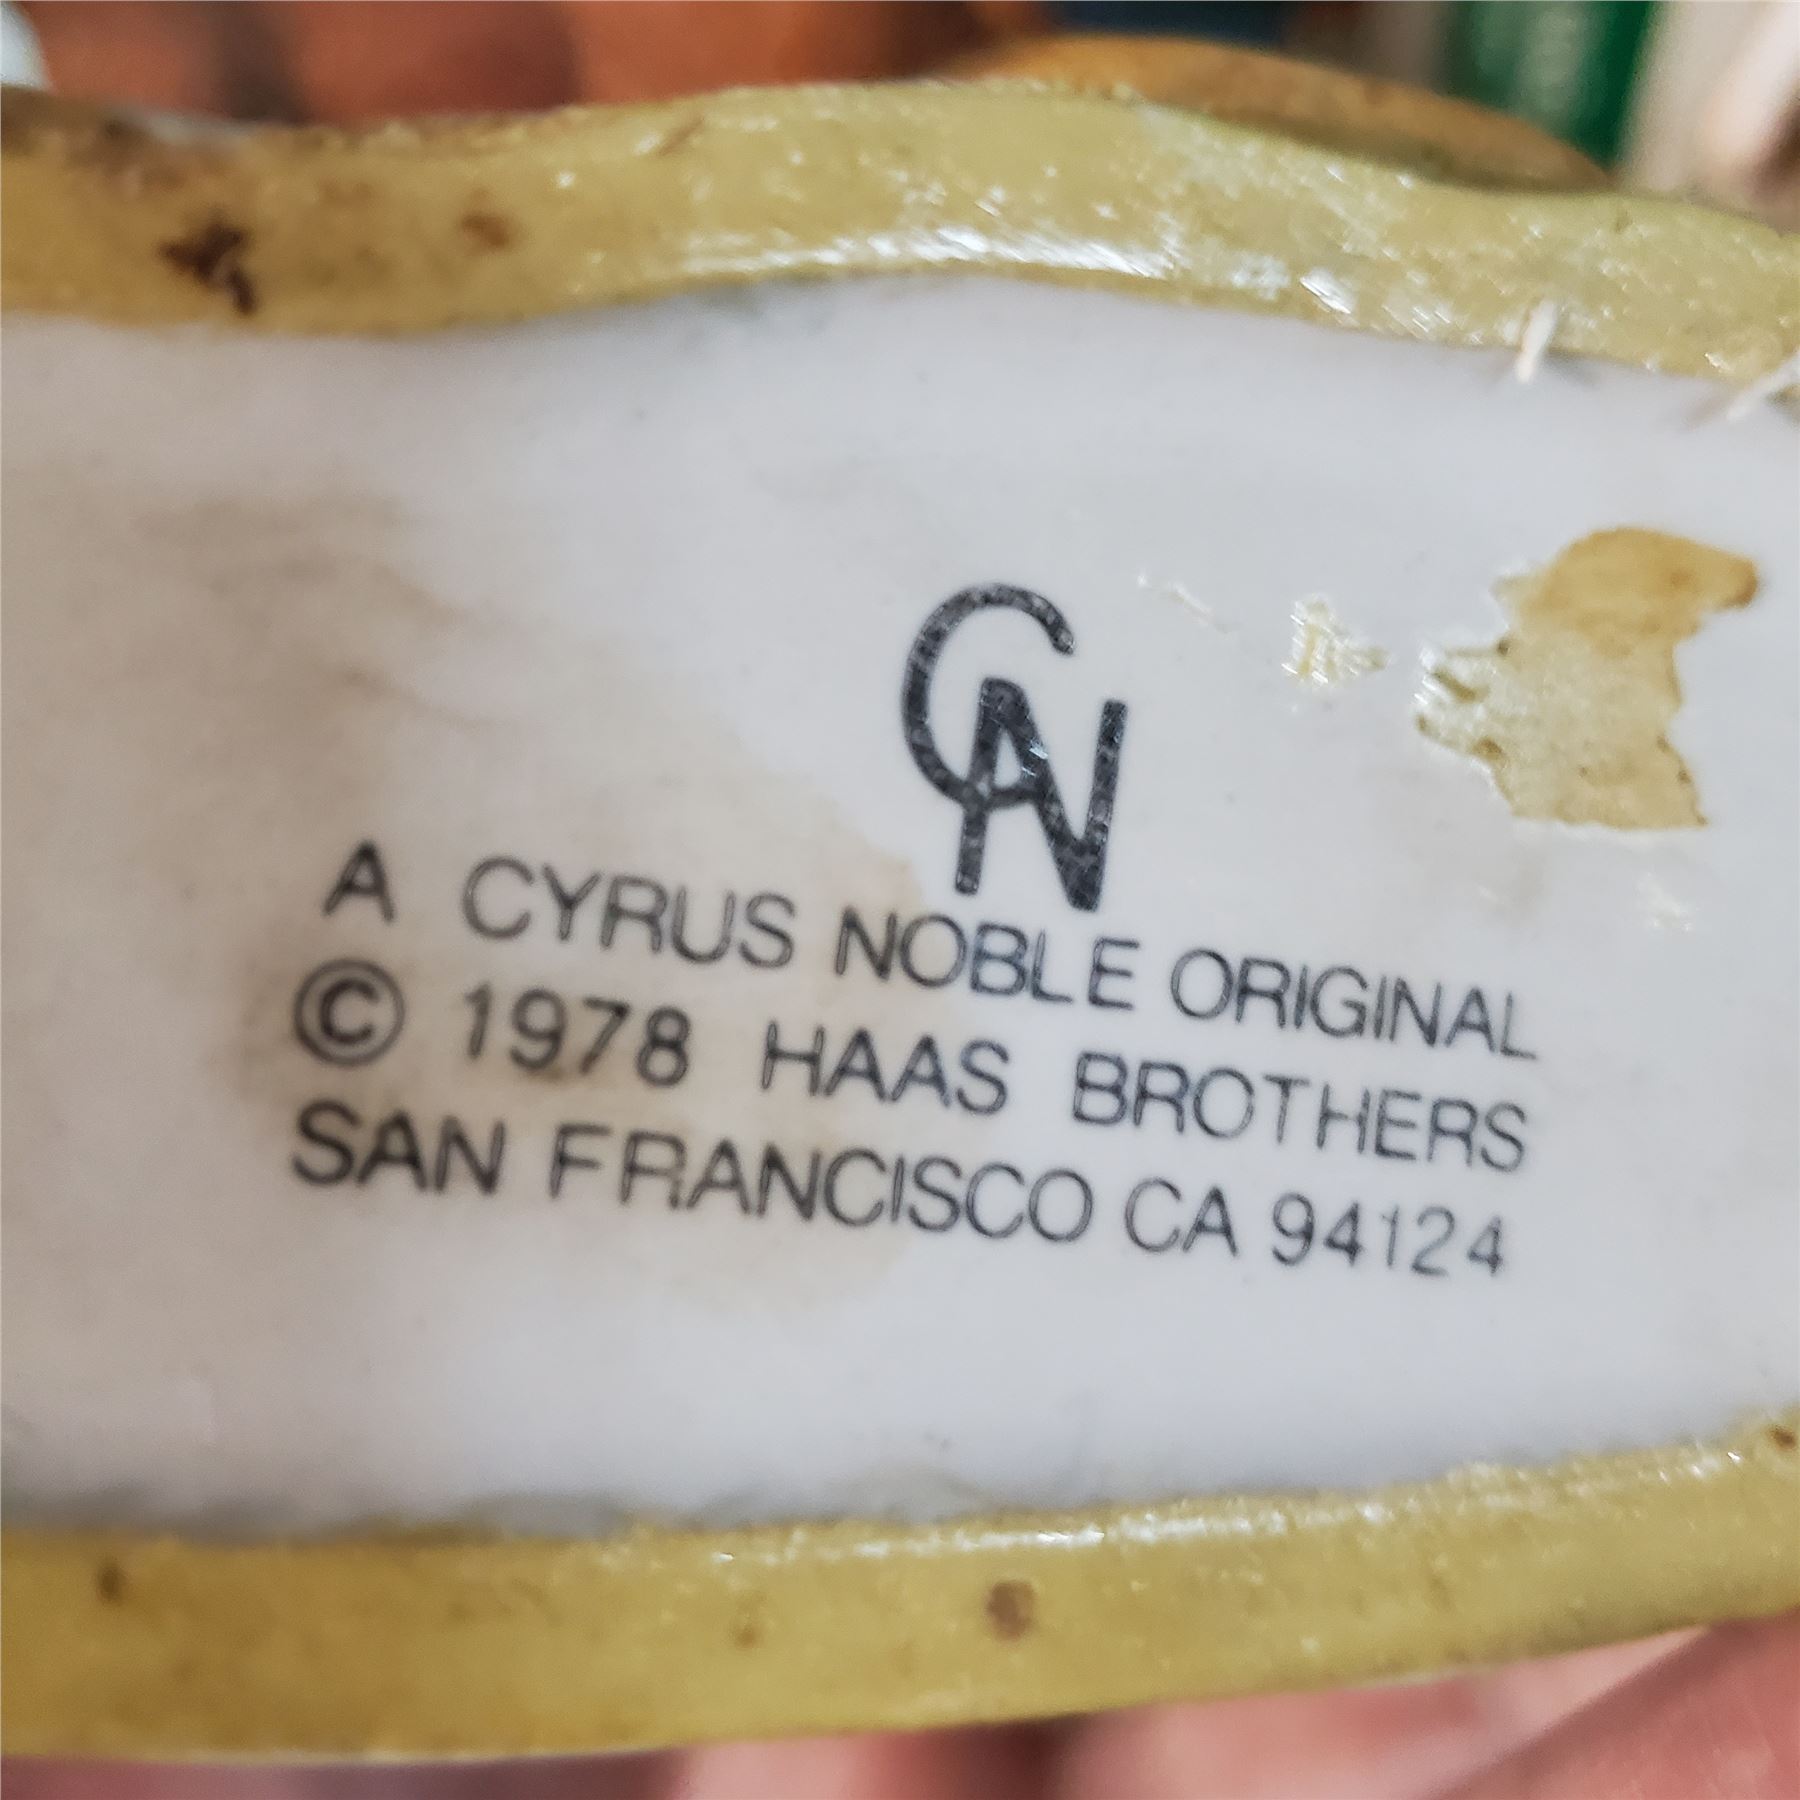 CN
A CYRUS NOBLE ORIGINAL
© 1978 HAAS BROTHERS
SAN FRANCISCO CA 94124